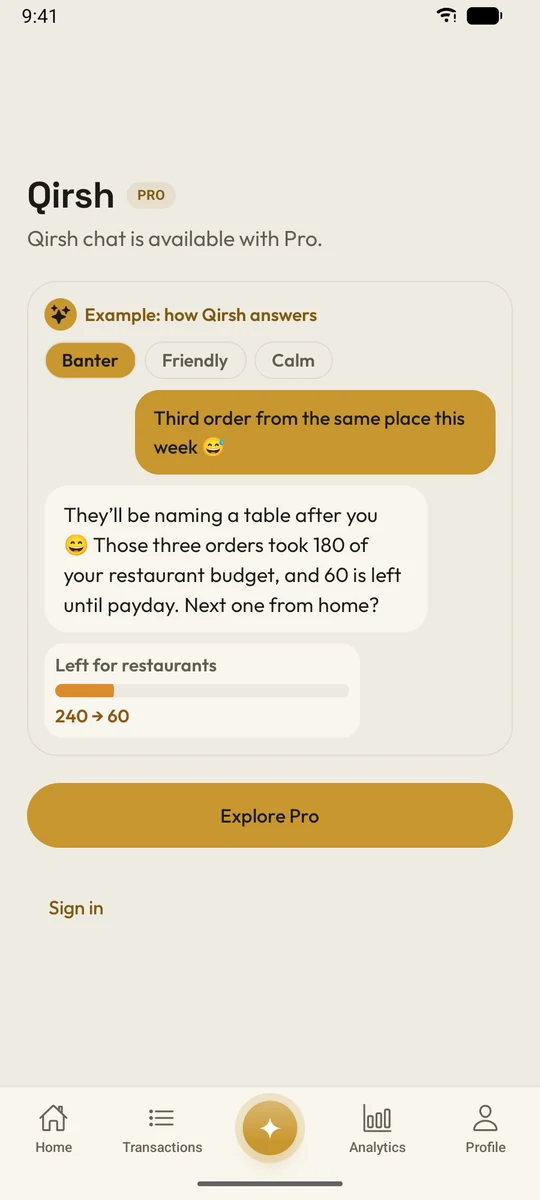 9:41
Qirsh PRO
Qirsh chat is available with Pro.
Example: how Qirsh answers
Banter Friendly Calm
Third order from the same place this
week 😅
They’ll be naming a table after you
😄 Those three orders took 180 of
your restaurant budget, and 60 is left
until payday. Next one from home?
Left for restaurants
240 → 60
Explore Pro
Sign in
Home Transactions Analytics Profile